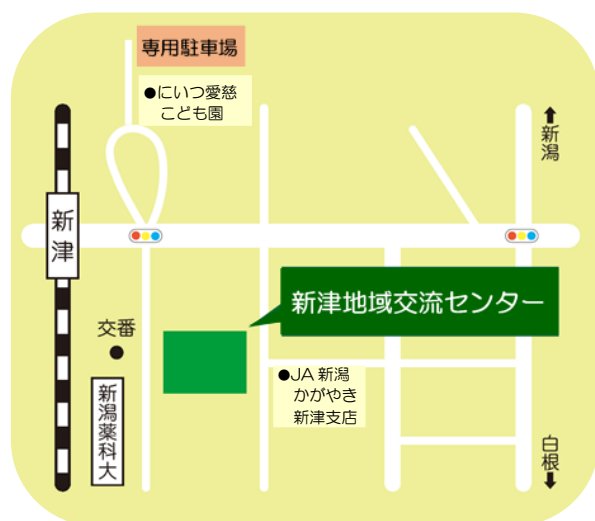 専用駐車場
●にいつ愛慈
こども園
新潟
新津
新津地域交流センター
交番
●JA新潟
かがやき
新津支店
新潟薬科大
白根